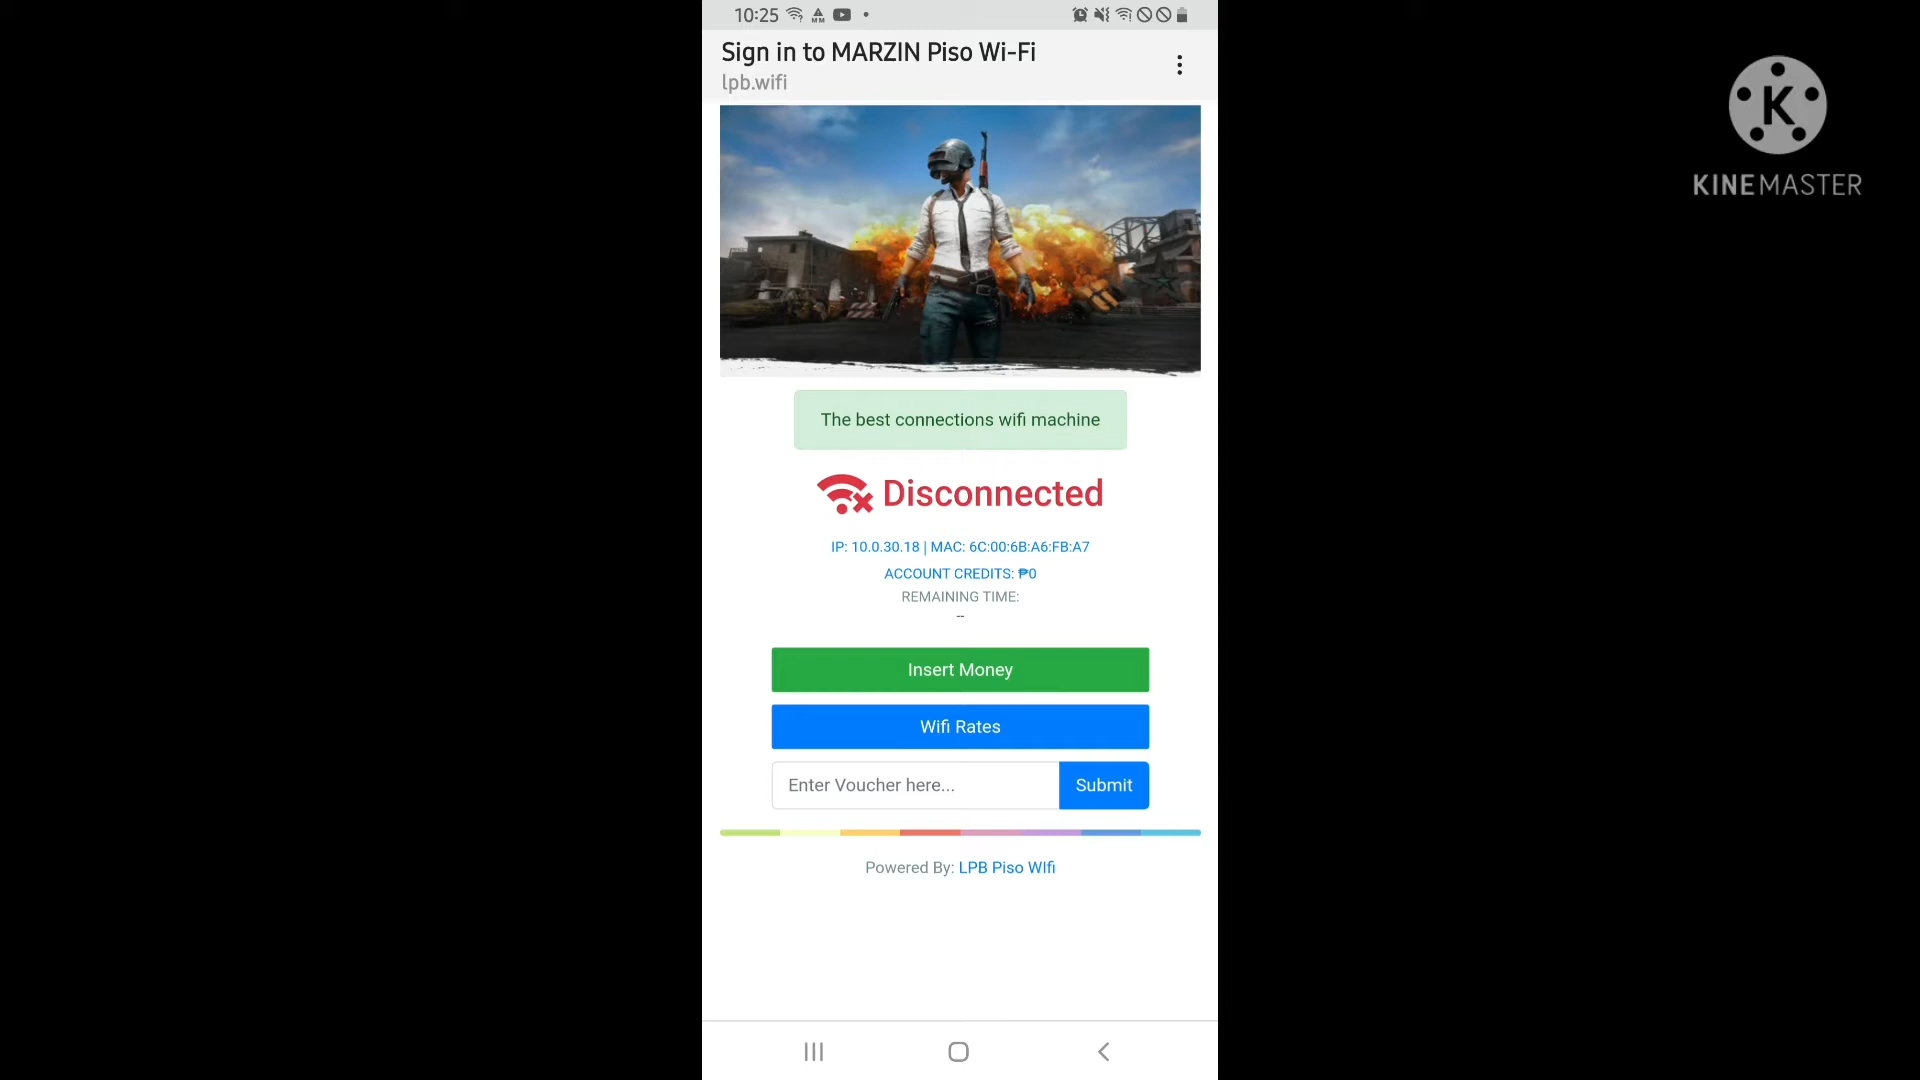 10:25
Sign in to MARZIN Piso Wi-Fi
lpb.wifi
K
KINEMASTER
The best connections wifi machine
Disconnected
IP: 10.0.30.18 | MAC: 6C:00:6B:A6:FB:A7
ACCOUNT CREDITS: ₱0
REMAINING TIME:
--
Insert Money
Wifi Rates
Enter Voucher here...
Submit
Powered By: LPB Piso WIfi